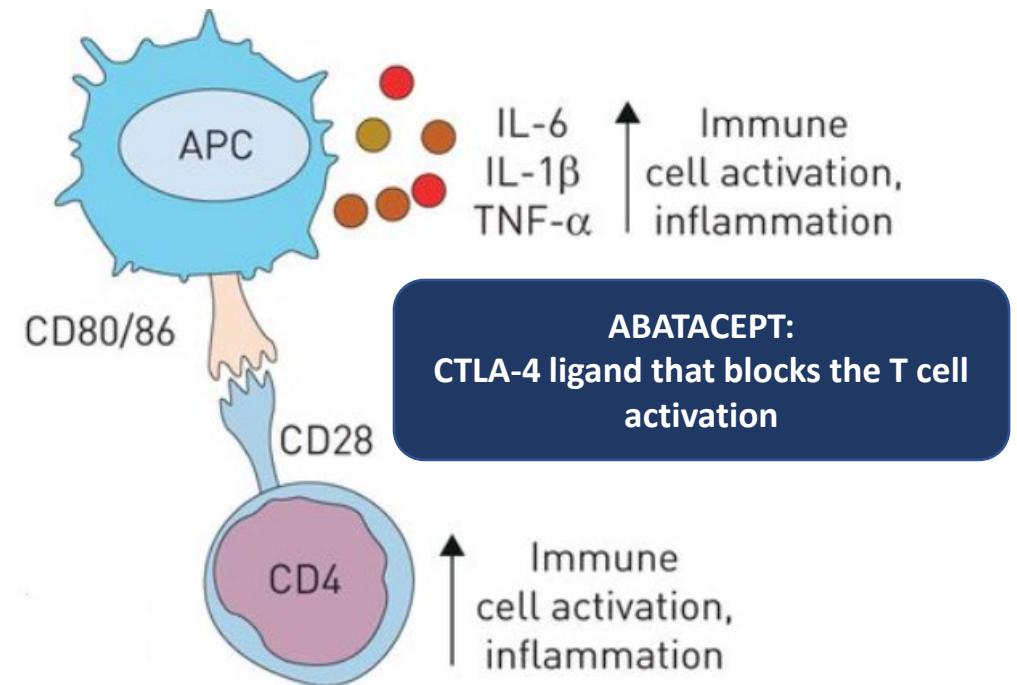 APC
IL-6
IL-1β
TNF-α
Immune
cell activation,
inflammation
CD80/86
ABATACEPT:
CTLA-4 ligand that blocks the T cell
activation
CD28
CD4
Immune
cell activation,
inflammation